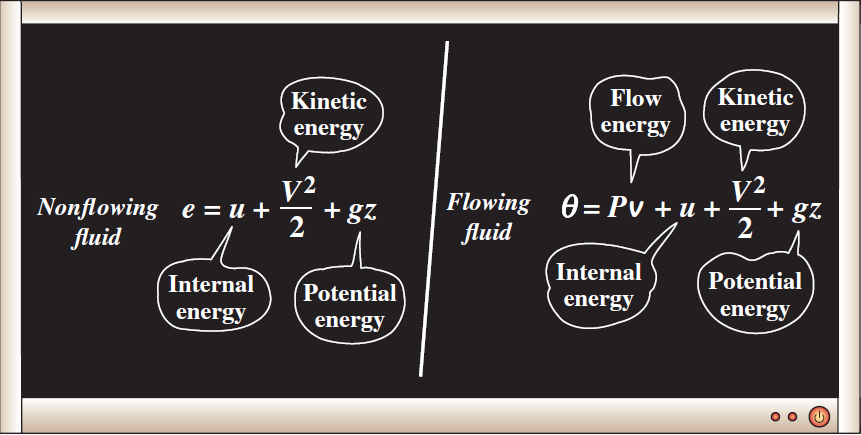 Kinetic
energy
Nonflowing
fluid
e = u + V²/2 + gz
Internal
energy
Potential
energy
Flow
energy
Kinetic
energy
Flowing
fluid
θ = Pv + u + V²/2 + gz
Internal
energy
Potential
energy